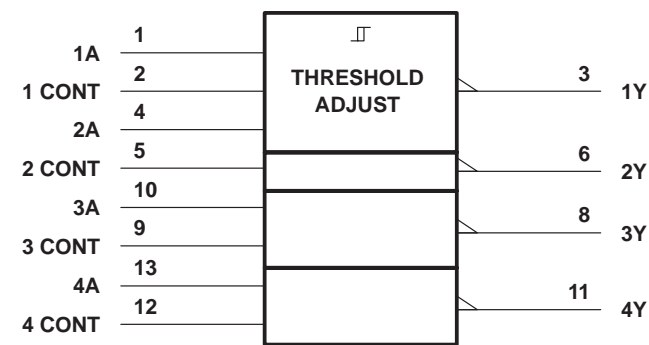 1A 1
1 CONT 2
2A 4
2 CONT 5
3A 10
3 CONT 9
4A 13
4 CONT 12
THRESHOLD
ADJUST
3 1Y
6 2Y
8 3Y
11 4Y